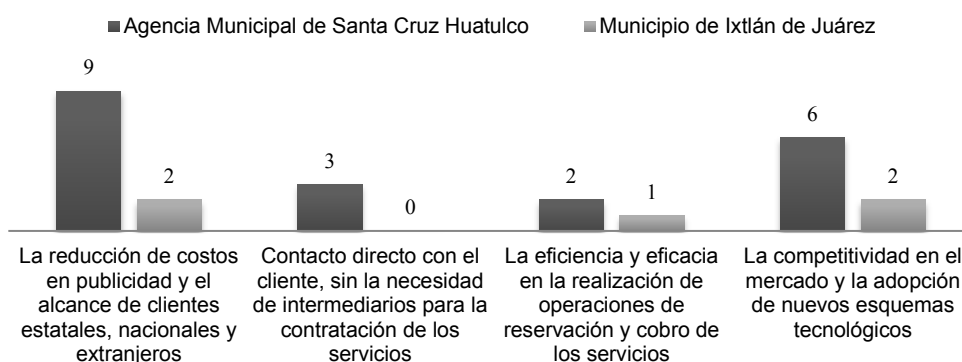 Agencia Municipal de Santa Cruz Huatulco Municipio de Ixtlán de Juárez
9
2
3
0
2
1
6
2
La reducción de costos
en publicidad y el
alcance de clientes
estatales, nacionales y
extranjeros
Contacto directo con el
cliente, sin la necesidad
de intermediarios para la
contratación de los
servicios
La eficiencia y eficacia
en la realización de
operaciones de
reservación y cobro de
los servicios
La competitividad en el
mercado y la adopción
de nuevos esquemas
tecnológicos